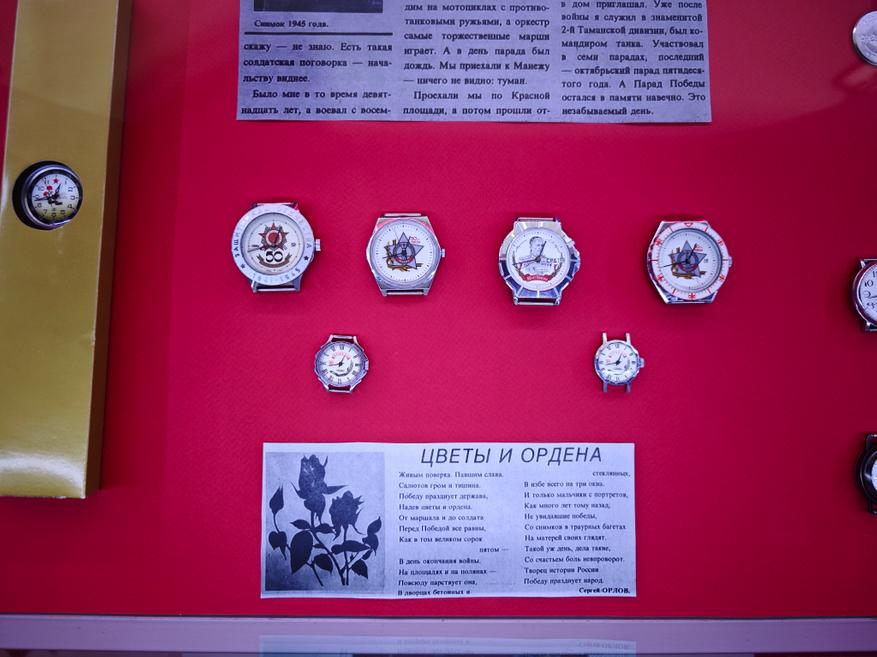 Снимок 1945 года.
скажу — не знаю. Есть такая
солдатская поговорка — нача-
льству виднее.
Было мне в то время девят-
надцать лет, а воевал с восем-
дим на мотоциклах с противо-
танковыми ружьями, а оркестр
самые торжественные марши
играет. А в день парада был
дождь. Мы приехали к Манежу
— ничего не видно: туман.
Проехали мы по Красной
площади, а потом прошли от-
в дом приглашал. Уже после
войны я служил в знаменитой
2-й Таманской дивизии, был ко-
мандиром танка. Участвовал
в семи парадах, последний
— октябрьский парад пятидеся-
того года. А Парад Победы
остался в памяти навечно. Это
незабываемый день.
1941-1945
50
ЦВЕТЫ И ОРДЕНА
Живым поверка. Павшим слава.
Салютов гром и тишина.
Победу празднует держава,
Надев цветы и ордена.
От маршала и до солдата
Перед Победой все равны,
Как в том великом сорок
пятом —
В день окончания войны.
На площадях и на полянах —
Повсюду царствует она,
В дворцах бетонных и
стеклянных,
В избе всего на три окна.
И только мальчики с портретов,
Как много лет тому назад,
Не увидавшие победы,
Со снимков в траурных багетах
На матерей своих глядят.
Такой уж день, дела такие,
Со счастьем боль невпроворот.
Творец истории России
Победу празднует народ.
Сергей ОРЛОВ.